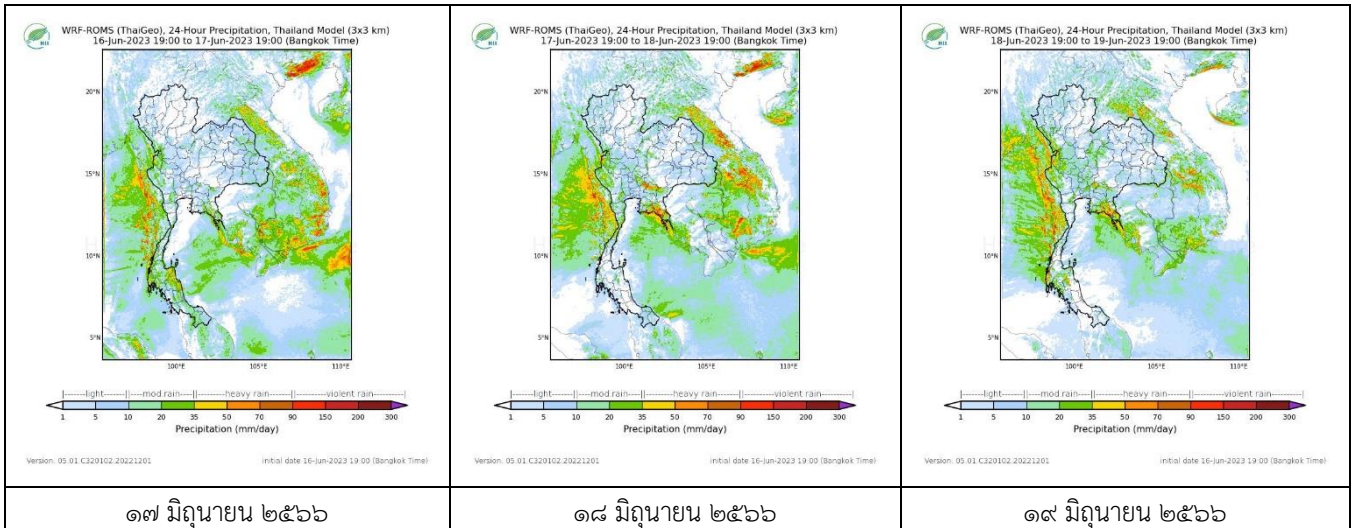 HII
WRF-ROMS (ThaiGeo), 24-Hour Precipitation, Thailand Model (3x3 km)
16-Jun-2023 19:00 to 17-Jun-2023 19:00 (Bangkok Time)
20°N
15°N
10°N
5°N
100°E 105°E 110°E
|-------light-------||---mod rain---||-------heavy rain-------||-------violent rain-------|
1 5 10 20 35 50 70 90 150 200 300
Precipitation (mm/day)
Version: 05.01.C320102.20221201 initial date 16-Jun-2023 19:00 (Bangkok Time)
๑๗ มิถุนายน ๒๕๖๖
HII
WRF-ROMS (ThaiGeo), 24-Hour Precipitation, Thailand Model (3x3 km)
17-Jun-2023 19:00 to 18-Jun-2023 19:00 (Bangkok Time)
20°N
15°N
10°N
5°N
100°E 105°E 110°E
|-------light-------||---mod rain---||-------heavy rain-------||-------violent rain-------|
1 5 10 20 35 50 70 90 150 200 300
Precipitation (mm/day)
Version: 05.01.C320102.20221201 initial date 16-Jun-2023 19:00 (Bangkok Time)
๑๘ มิถุนายน ๒๕๖๖
HII
WRF-ROMS (ThaiGeo), 24-Hour Precipitation, Thailand Model (3x3 km)
18-Jun-2023 19:00 to 19-Jun-2023 19:00 (Bangkok Time)
20°N
15°N
10°N
5°N
100°E 105°E 110°E
|-------light-------||---mod rain---||-------heavy rain-------||-------violent rain-------|
1 5 10 20 35 50 70 90 150 200 300
Precipitation (mm/day)
Version: 05.01.C320102.20221201 initial date 16-Jun-2023 19:00 (Bangkok Time)
๑๙ มิถุนายน ๒๕๖๖